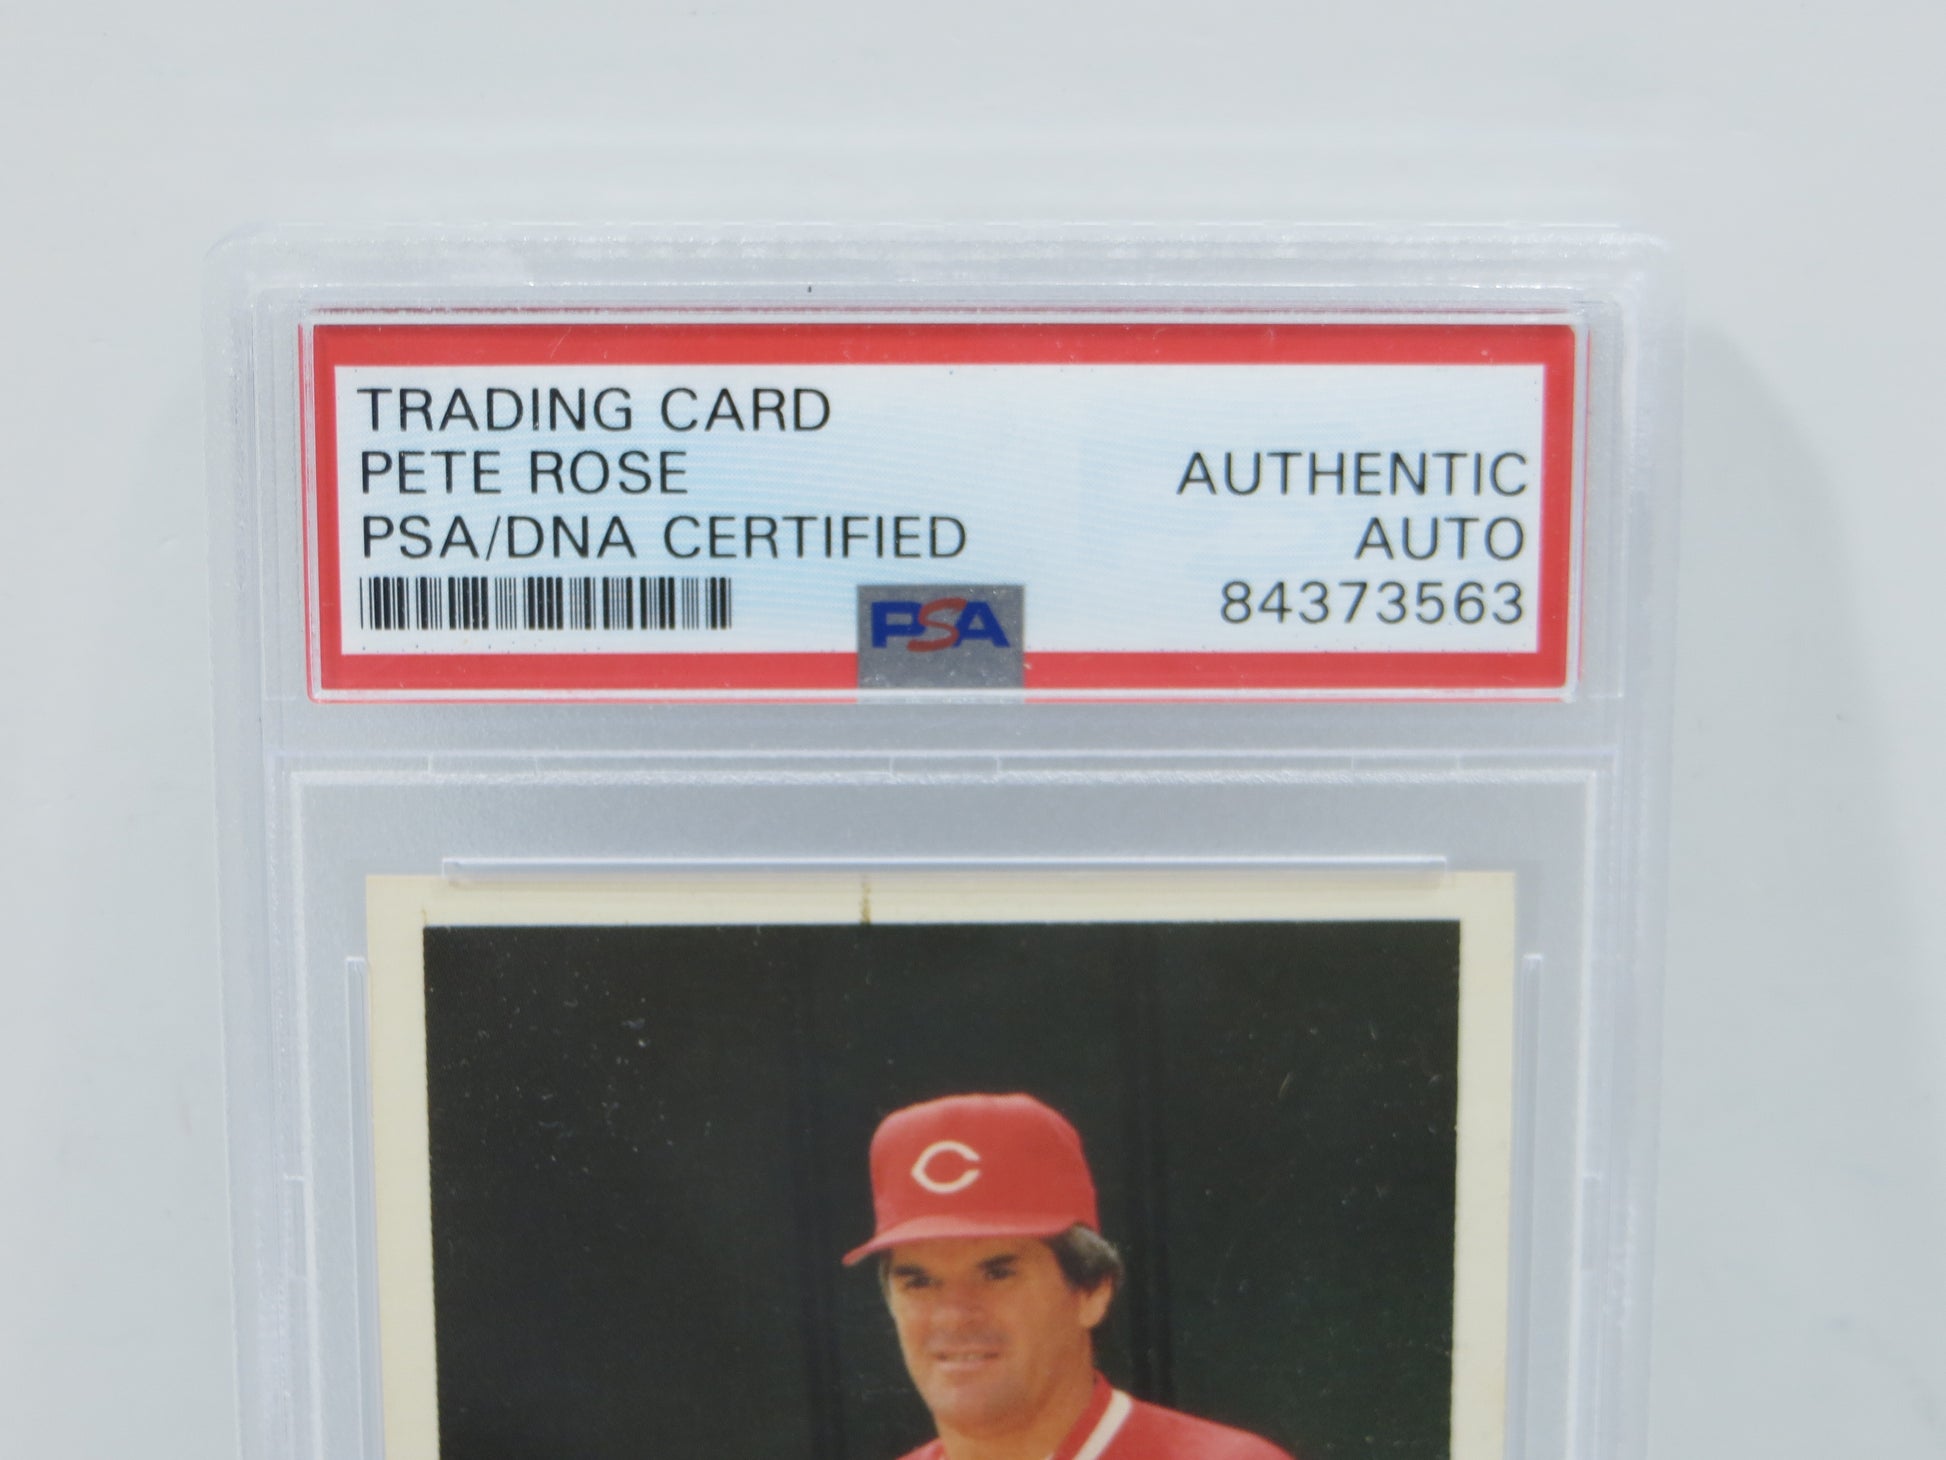 TRADING CARD
PETE ROSE
AUTHENTIC
PSA/DNA CERTIFIED
AUTO
PSA
84373563
C